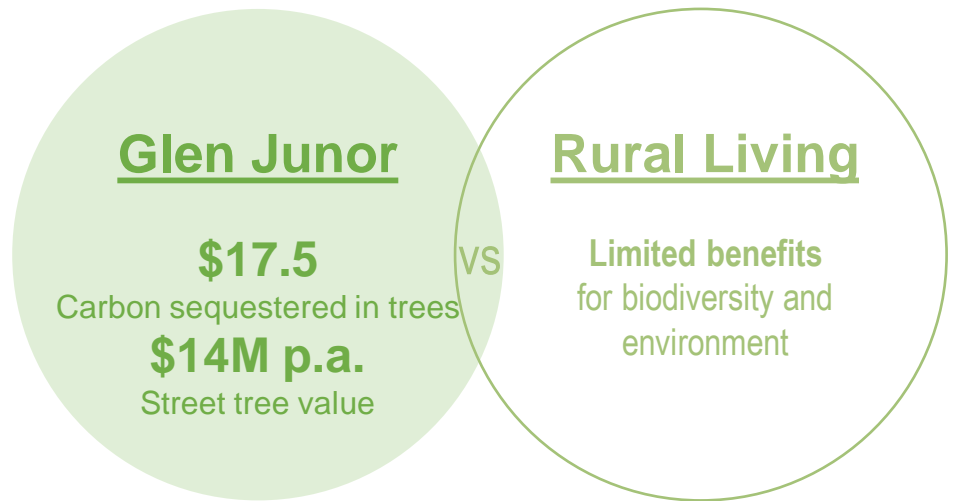 Glen Junor
$17.5
Carbon sequestered in trees
$14M p.a.
Street tree value
vs
Rural Living
Limited benefits
for biodiversity and
environment